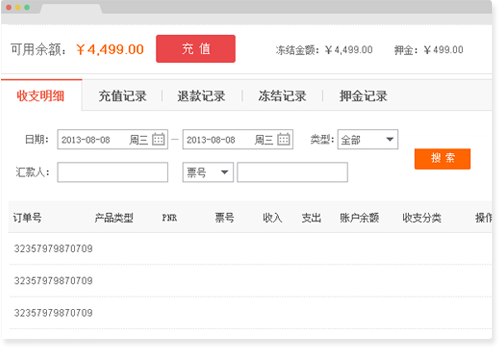 可用余额：￥4,499.00 充 值 冻结金额：￥4,499.00 押金：￥499.00
收支明细 充值记录 退款记录 冻结记录 押金记录
日期： 2013-08-08 周三 — 2013-08-08 周三 类型： 全部
搜 索
汇款人： 票号
订单号 产品类型 PNR 票号 收入 支出 账户余额 收支分类 操作
32357979870709
32357979870709
32357979870709